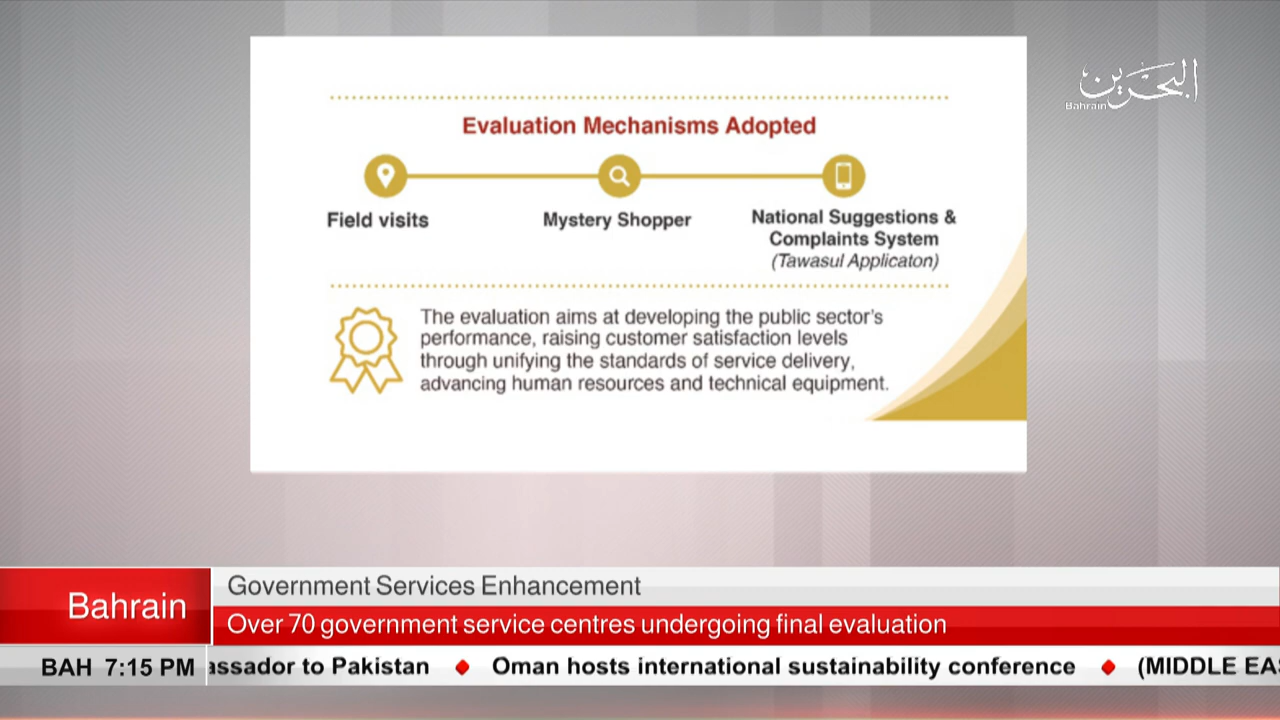 البحرين
Bahrain
Evaluation Mechanisms Adopted
Field visits
Mystery Shopper
National Suggestions &
Complaints System
(Tawasul Applicaton)
The evaluation aims at developing the public sector's
performance, raising customer satisfaction levels
through unifying the standards of service delivery,
advancing human resources and technical equipment.
Bahrain
Government Services Enhancement
Over 70 government service centres undergoing final evaluation
BAH 7:15 PM
assador to Pakistan ♦ Oman hosts international sustainability conference ♦ (MIDDLE EAS